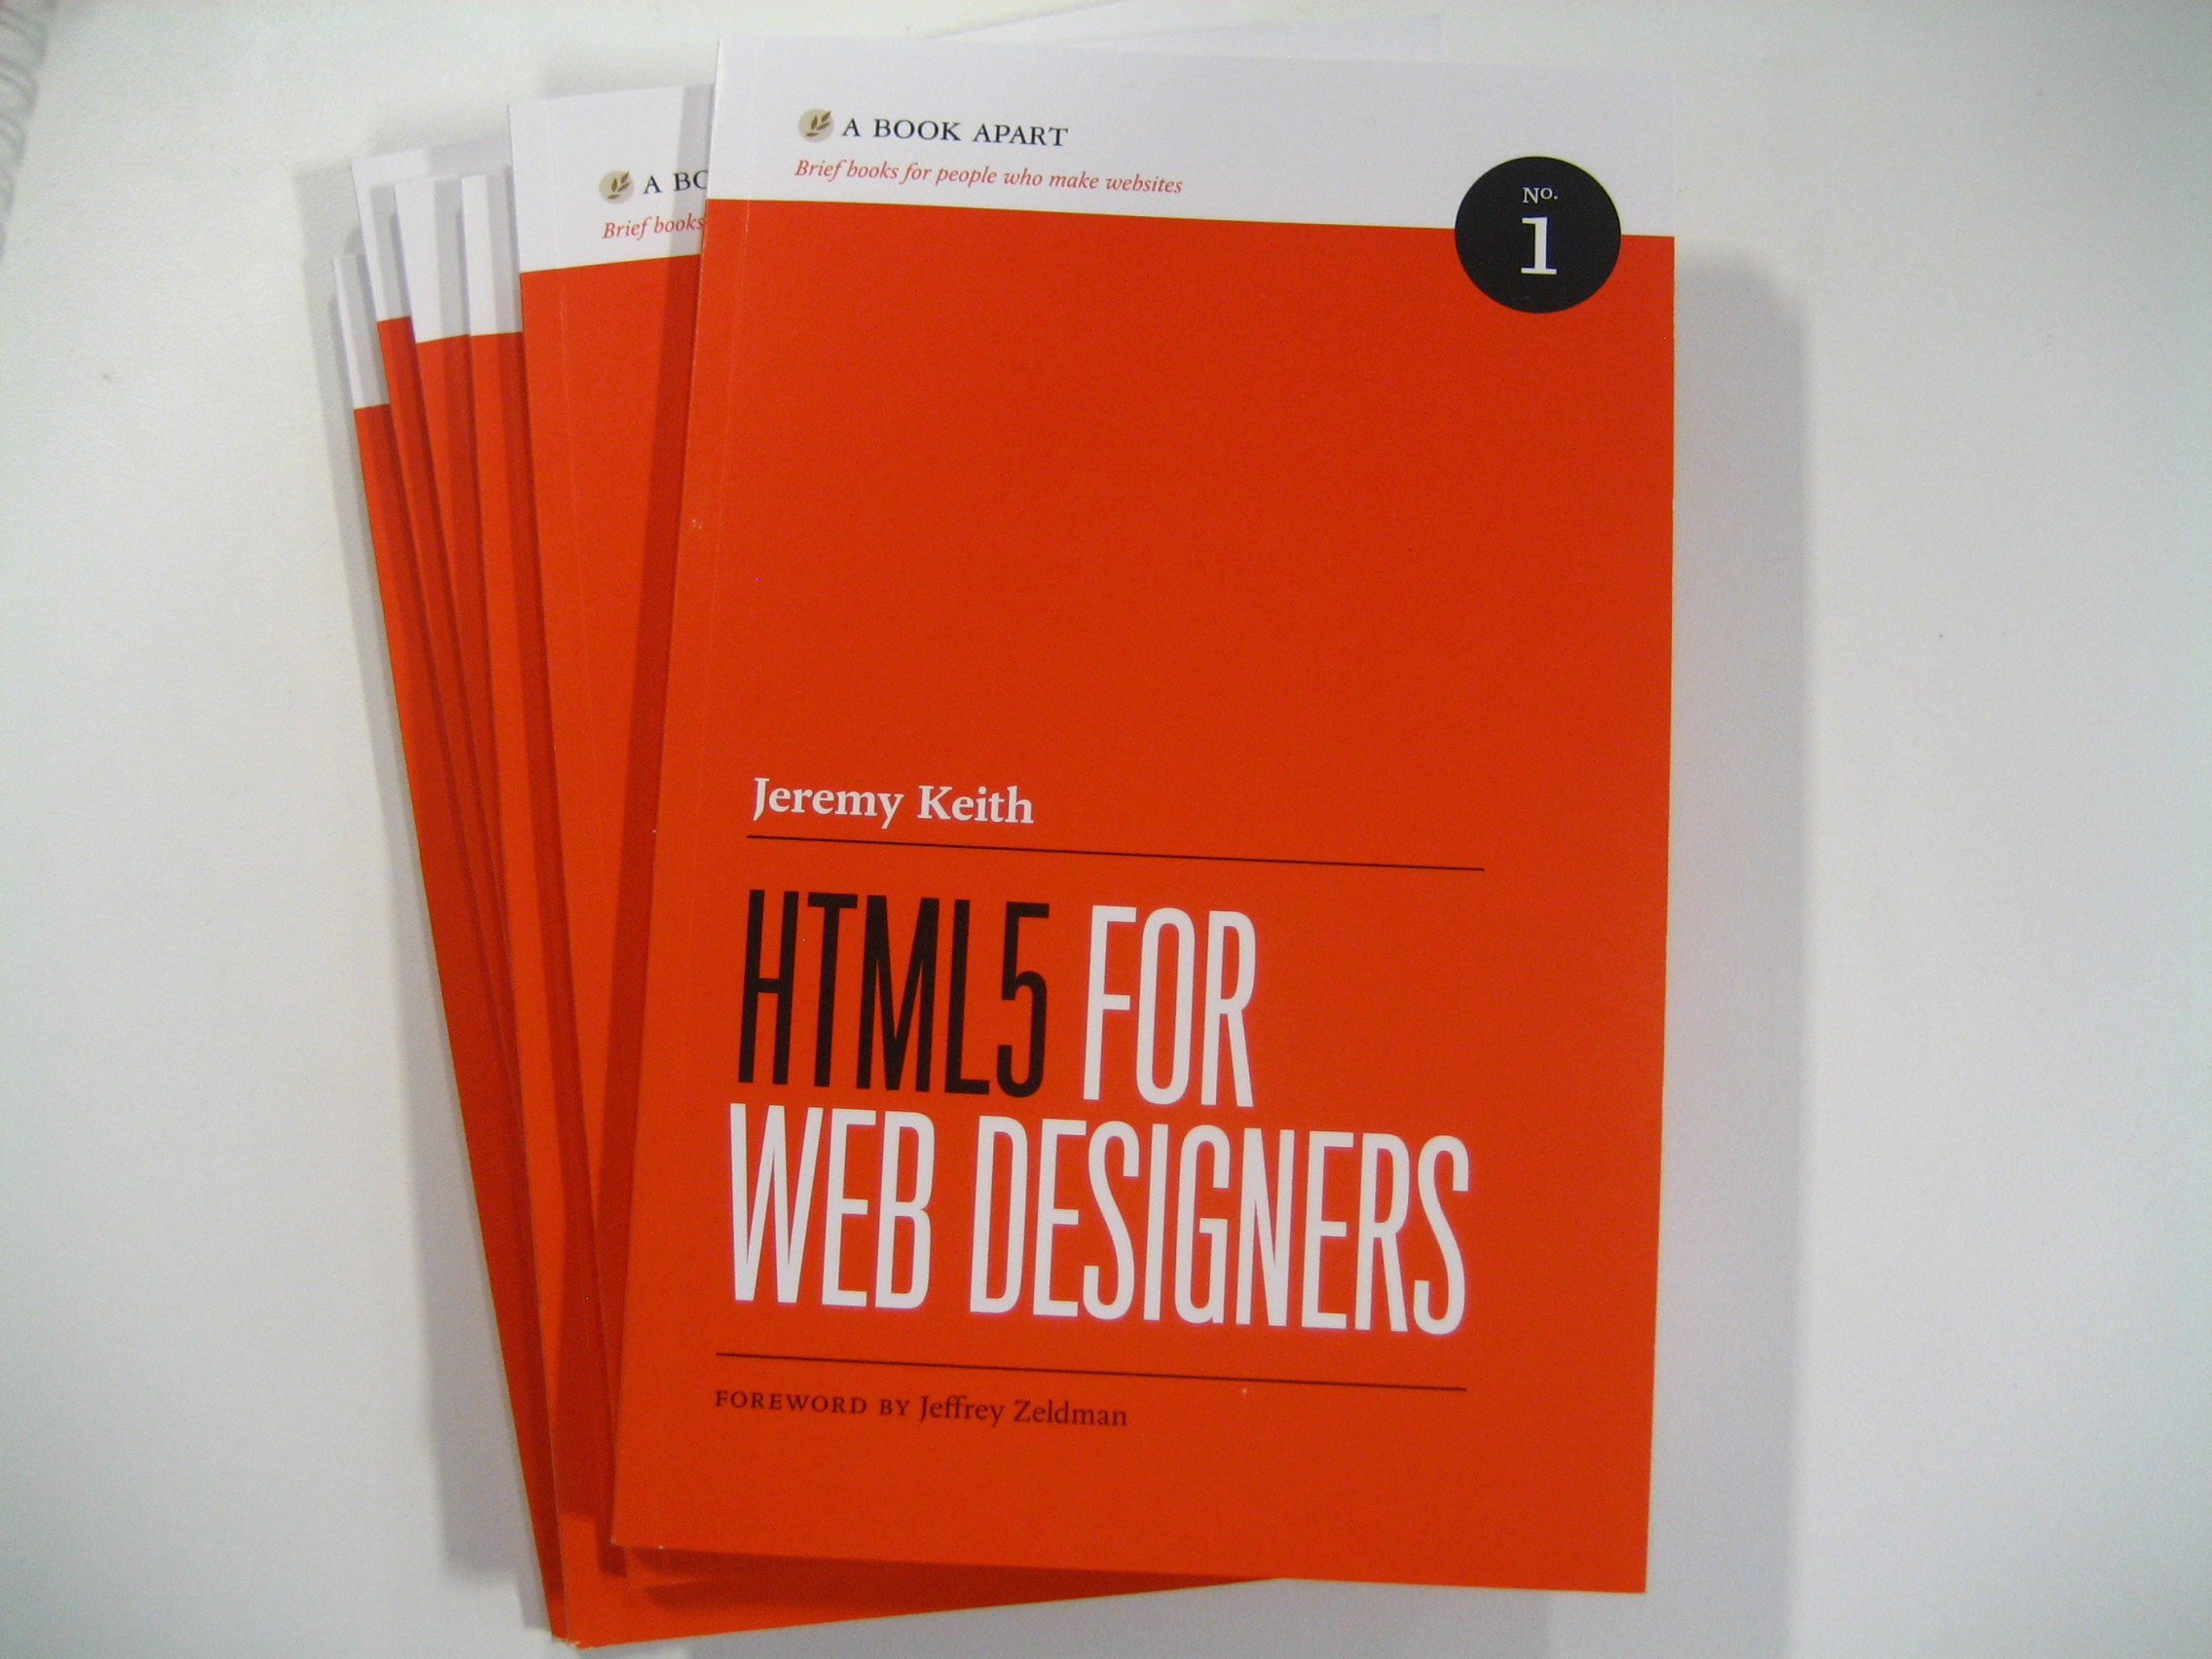 A BOOK APART
Brief books for people who make websites
No.
1
A BO
Brief books
Jeremy Keith
HTML5 FOR
WEB DESIGNERS
FOREWORD BY Jeffrey Zeldman